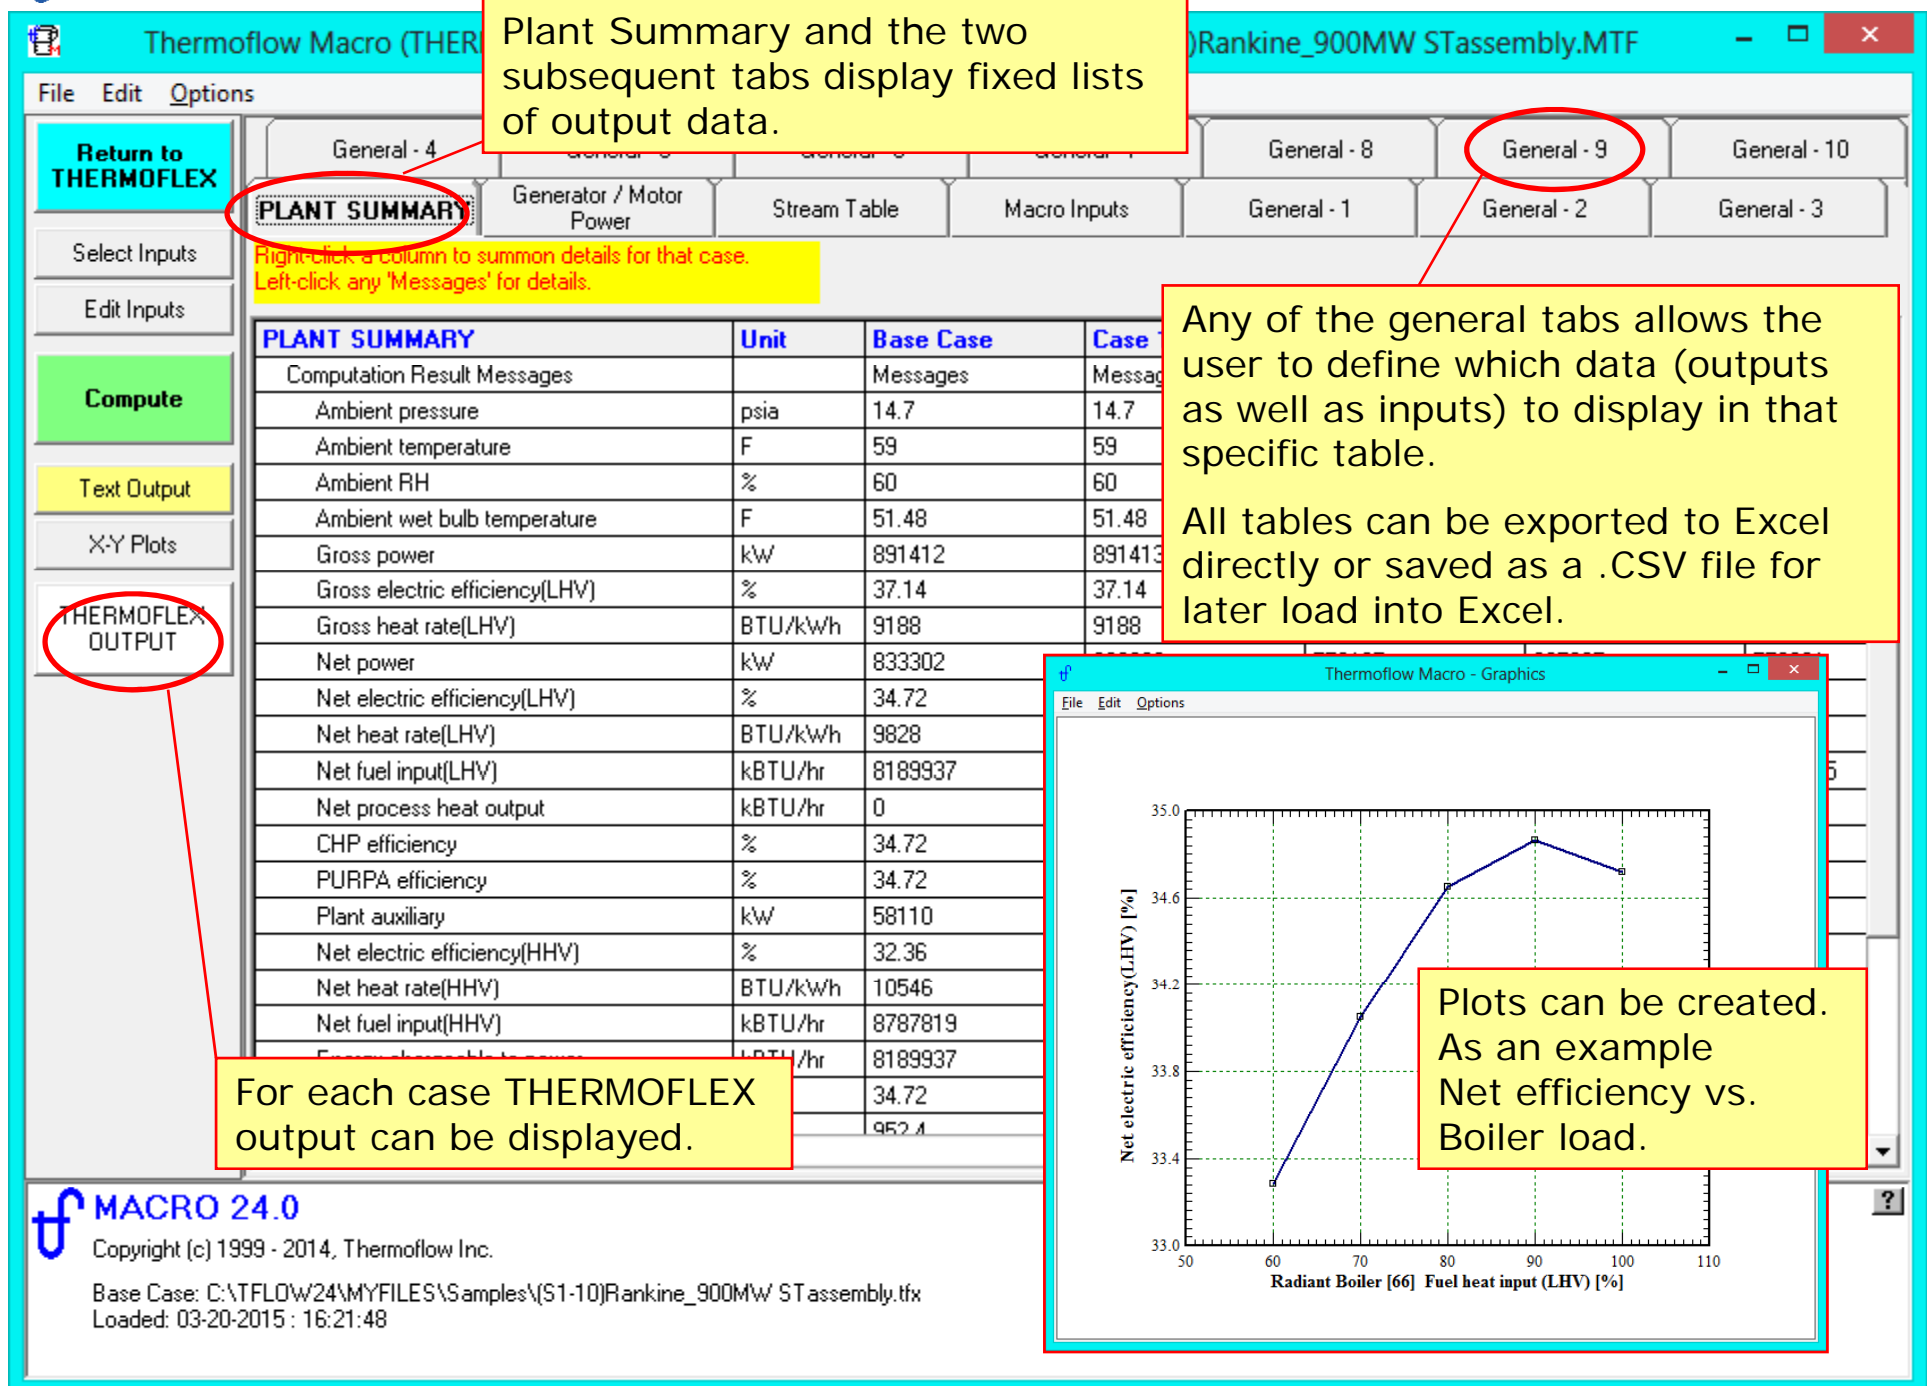 Thermoflow Macro (THER
)Rankine_900MW STassembly.MTF
Plant Summary and the two
subsequent tabs display fixed lists
of output data.
File Edit Options
Return to
THERMOFLEX
Select Inputs
Edit Inputs
Compute
Text Output
X-Y Plots
THERMOFLEX
OUTPUT
General - 4
General - 8
General - 9
General - 10
PLANT SUMMARY
Generator / Motor
Power
Stream Table
Macro Inputs
General - 1
General - 2
General - 3
Right-click a column to summon details for that case.
Left-click any 'Messages' for details.
PLANT SUMMARY Unit Base Case Case
Computation Result Messages Messages
Ambient pressure psia 14.7 14.7
Ambient temperature F 59 59
Ambient RH % 60 60
Ambient wet bulb temperature F 51.48 51.48
Gross power kW 891412 891413
Gross electric efficiency(LHV) % 37.14 37.14
Gross heat rate(LHV) BTU/kWh 9188 9188
Net power kW 833302
Net electric efficiency(LHV) % 34.72
Net heat rate(LHV) BTU/kWh 9828
Net fuel input(LHV) kBTU/hr 8189937
Net process heat output kBTU/hr 0
CHP efficiency % 34.72
PURPA efficiency % 34.72
Plant auxiliary kW 58110
Net electric efficiency(HHV) % 32.36
Net heat rate(HHV) BTU/kWh 10546
Net fuel input(HHV) kBTU/hr 8787819
/hr 8189937
34.72
952.4
Any of the general tabs allows the
user to define which data (outputs
as well as inputs) to display in that
specific table.
All tables can be exported to Excel
directly or saved as a .CSV file for
later load into Excel.
For each case THERMOFLEX
output can be displayed.
Thermoflow Macro - Graphics
File Edit Options
35.0
34.6
34.2
33.8
33.4
33.0
Net electric efficiency(LHV) [%]
50 60 70 80 90 100 110
Radiant Boiler [66] Fuel heat input (LHV) [%]
Plots can be created.
As an example
Net efficiency vs.
Boiler load.
MACRO 24.0
?
Copyright (c) 1999 - 2014, Thermoflow Inc.
Base Case: C:\TFLOW24\MYFILES\Samples\(S1-10)Rankine_900MW STassembly.tfx
Loaded: 03-20-2015 : 16:21:48